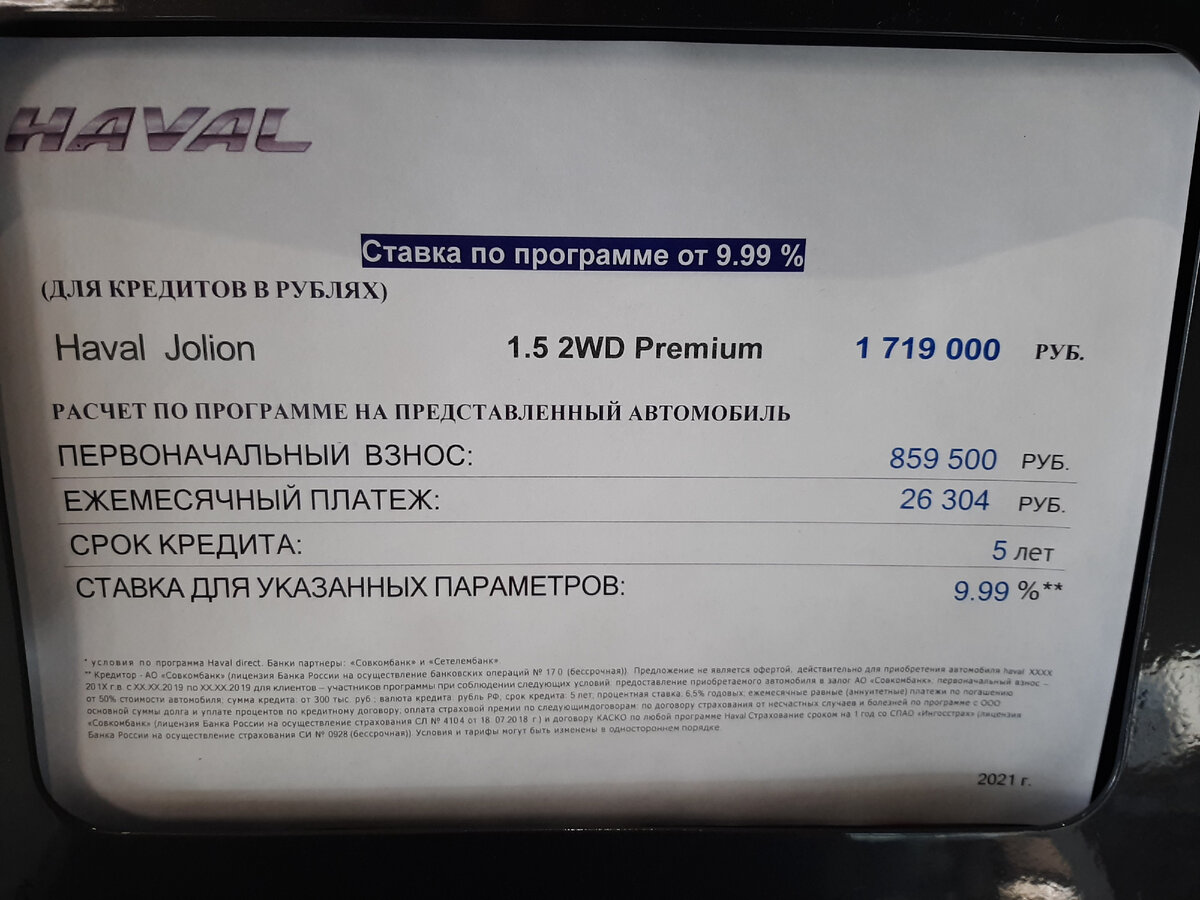 HAVAL
Ставка по программе от 9.99 %
(ДЛЯ КРЕДИТОВ В РУБЛЯХ)
Haval Jolion 1.5 2WD Premium 1 719 000 РУБ.
РАСЧЕТ ПО ПРОГРАММЕ НА ПРЕДСТАВЛЕННЫЙ АВТОМОБИЛЬ
ПЕРВОНАЧАЛЬНЫЙ ВЗНОС: 859 500 РУБ.
ЕЖЕМЕСЯЧНЫЙ ПЛАТЕЖ: 26 304 РУБ.
СРОК КРЕДИТА: 5 лет
СТАВКА ДЛЯ УКАЗАННЫХ ПАРАМЕТРОВ: 9.99 %**
* условия по программа Haval direct. Банки партнеры: «Совкомбанк» и «Сетелембанк»
** Кредитор - АО «Совкомбанк» (лицензия Банка России на осуществление банковских операций № 170 (бессрочная)). Предложение не является офертой, действительно для приобретения автомобиля haval XXXX
201X г.в. с XX.XX.2019 по XX.XX.2019 для клиентов – участников программы при соблюдении следующих условий: предоставление приобретаемого автомобиля в залог АО «Совкомбанк»; первоначальный взнос –
от 50% стоимости автомобиля; сумма кредита: от 300 тыс. руб.; валюта кредита: рубль РФ; срок кредита: 5 лет; процентная ставка: 6,5% годовых; ежемесячные равные (аннуитетные) платежи по погашению
основной суммы долга и уплате процентов по кредитному договору; оплата страховой премии по следующимдоговорам: по договору страхования от несчастных случаев и болезней по программе с ООО
«Совкомбанк» (лицензия Банка России на осуществление страхования СЛ № 4104 от 18. 07.2018 г.) и договору КАСКО по любой программе Haval Страхование сроком на 1 год со СПАО «Ингосстрах» (лицензия
Банка России на осуществление страхования СИ № 0928 (бессрочная)). Условия и тарифы могут быть изменены в одностороннем порядке.
2021 г.